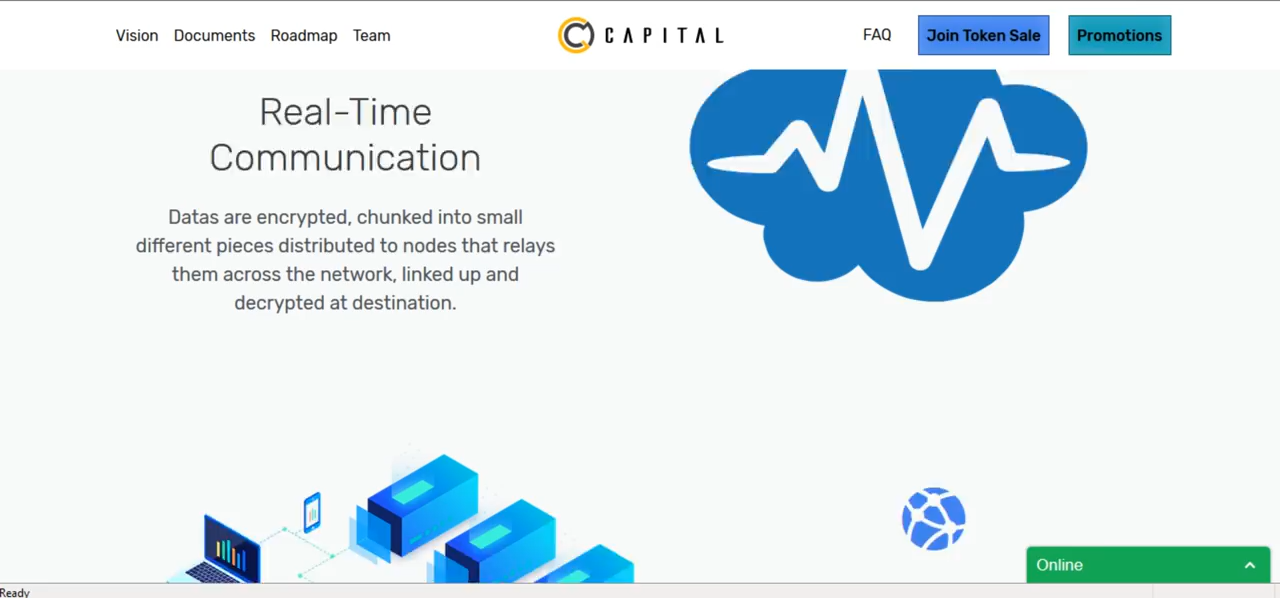 Vision Documents Roadmap Team CAPITAL FAQ Join Token Sale Promotions
Real-Time
Communication
Datas are encrypted, chunked into small
different pieces distributed to nodes that relays
them across the network, linked up and
decrypted at destination.
Online
Ready